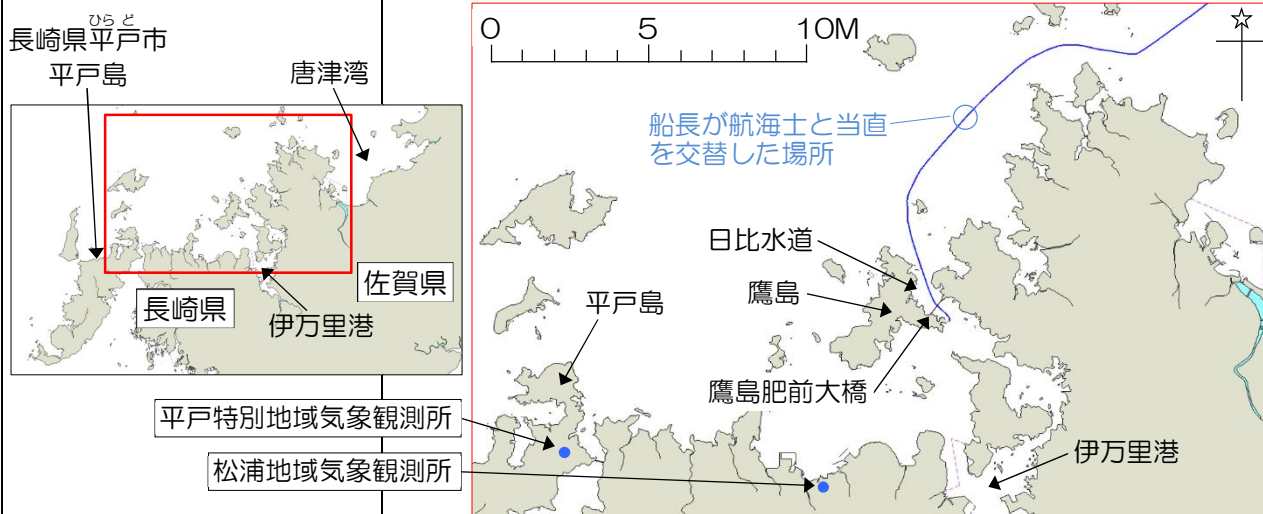 ひらど
長崎県平戸市
平戸島
唐津湾
佐賀県
長崎県
伊万里港
0 5 10M
船長が航海士と当直
を交替した場所
日比水道
鷹島
平戸島
鷹島肥前大橋
平戸特別地域気象観測所
松浦地域気象観測所
伊万里港